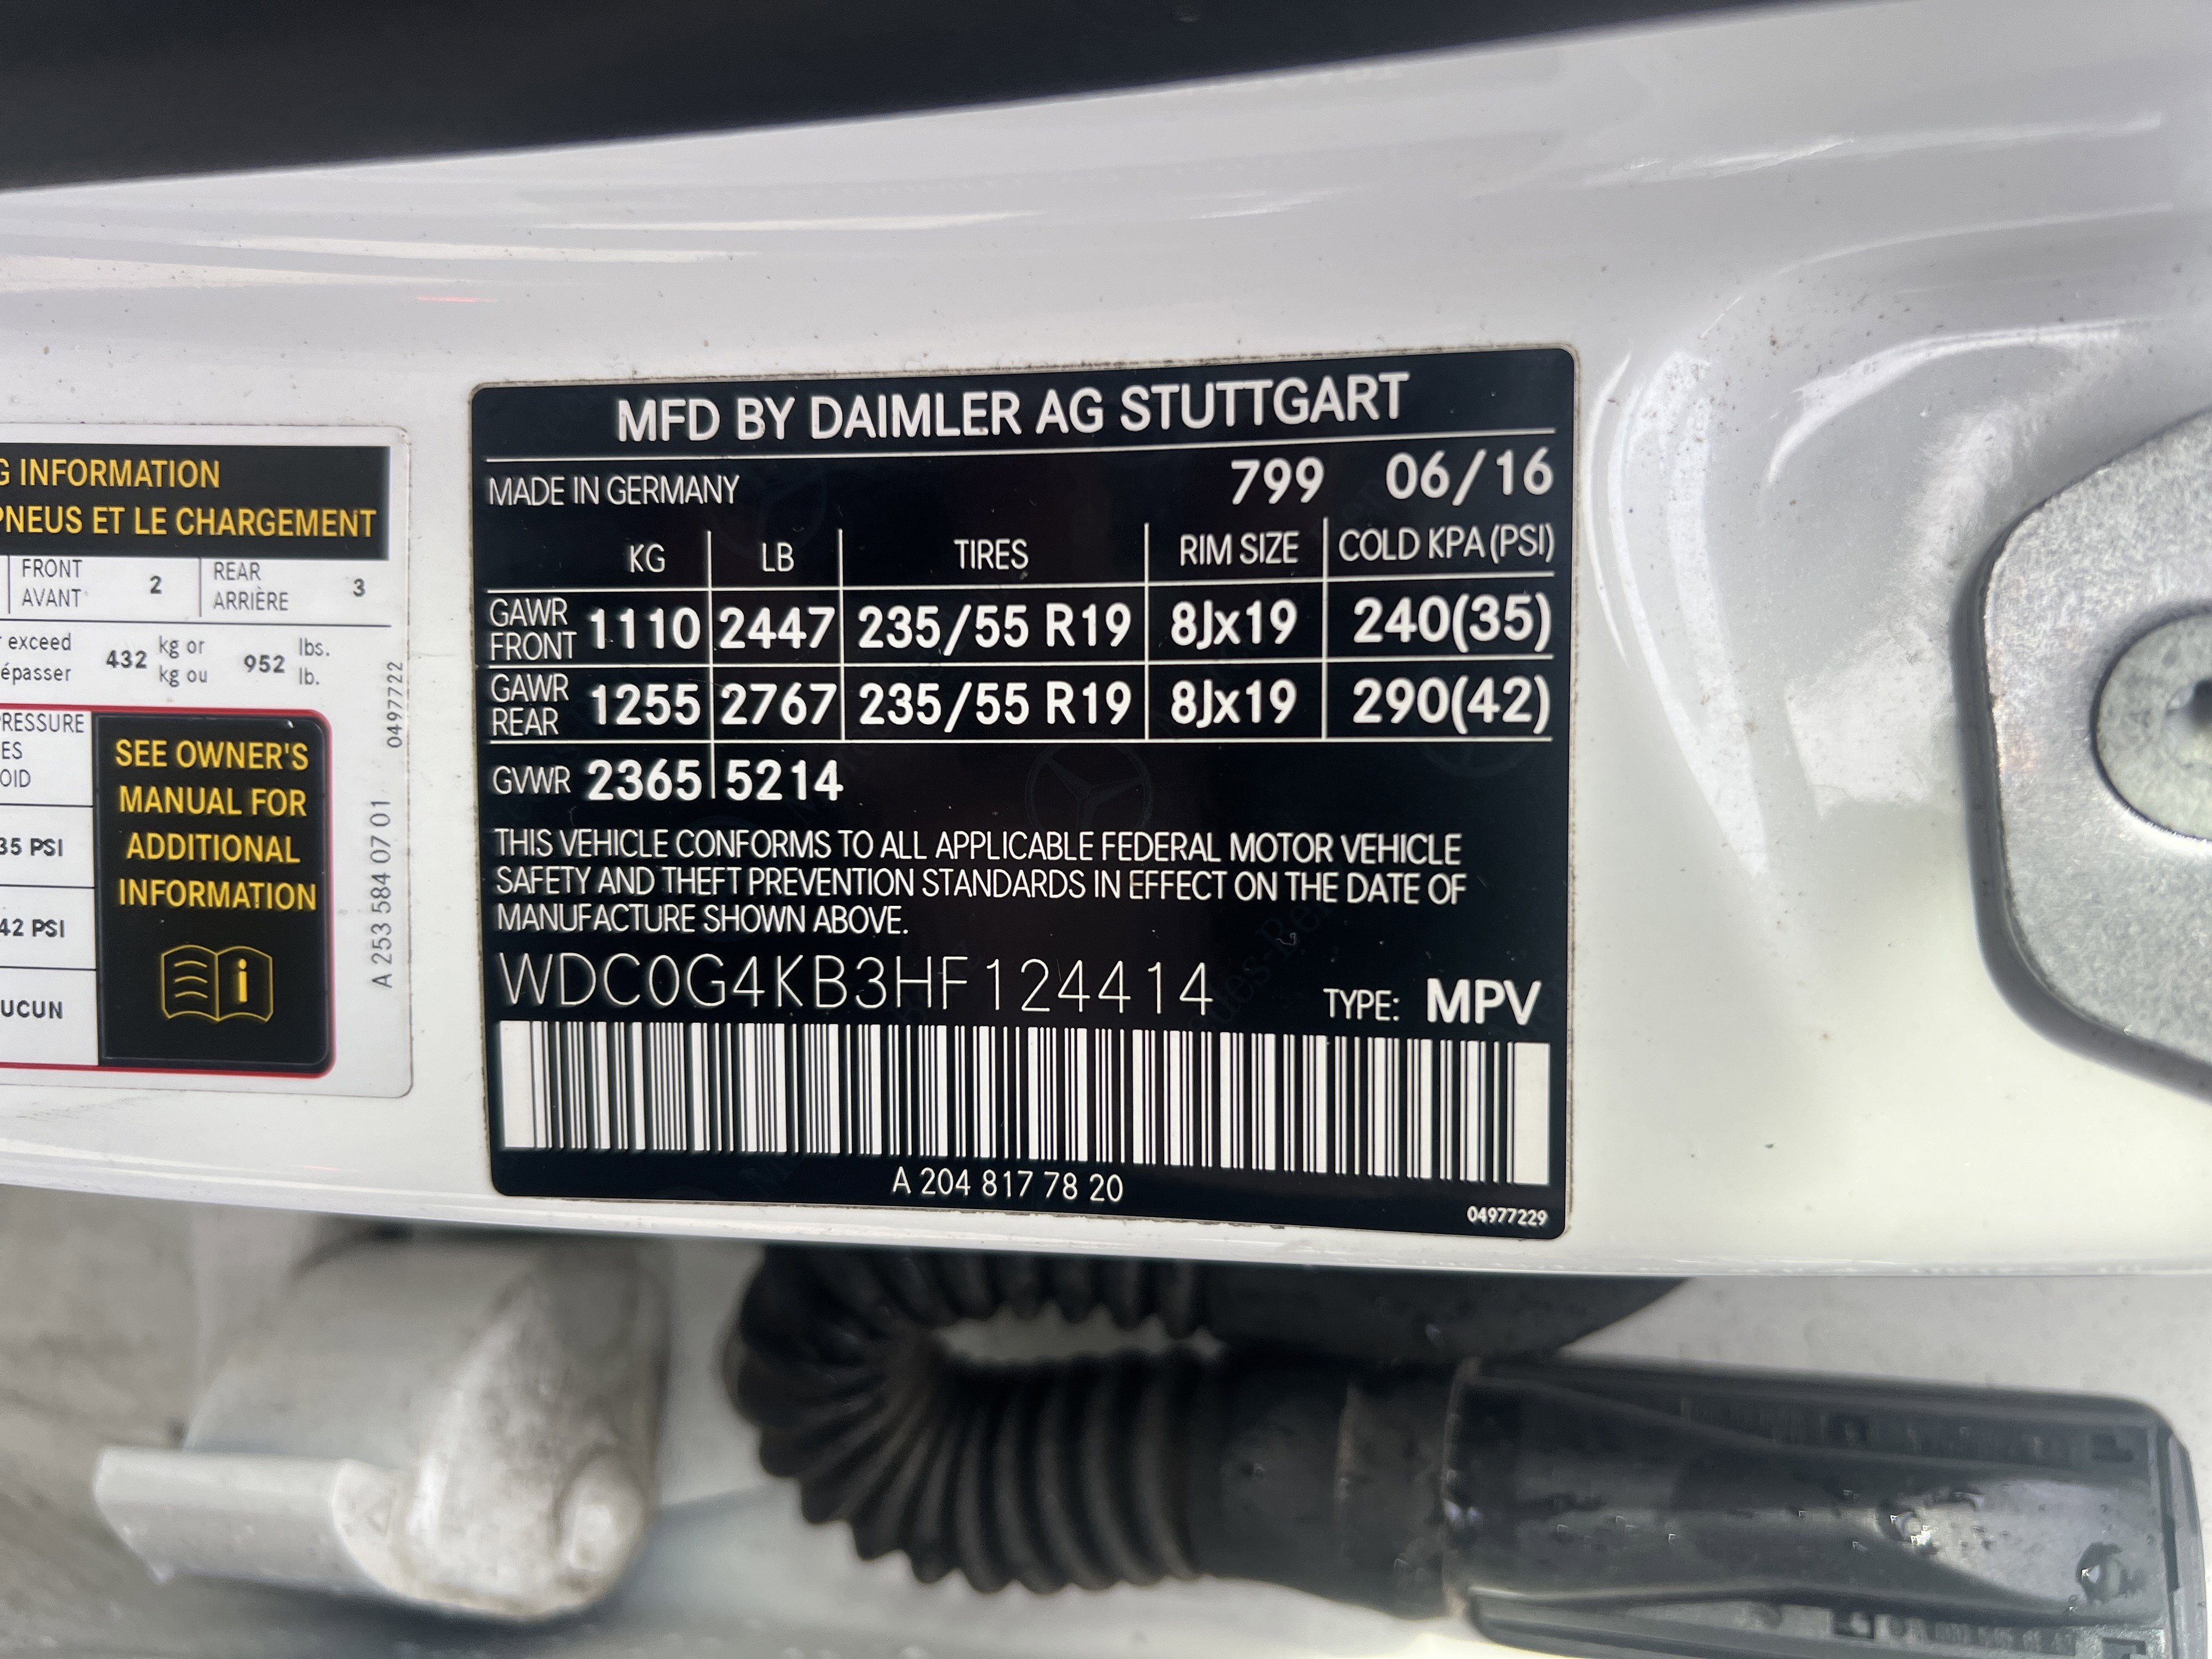 G INFORMATION
PNEUS ET LE CHARGEMENT
FRONT
AVANT
2
REAR
ARRIÈRE
3
exceed
épasser
432
kg or
kg ou
952
lbs.
lb.
RESSURE
ES
OID
35 PSI
42 PSI
UCUN
SEE OWNER'S
MANUAL FOR
ADDITIONAL
INFORMATION
i
A 253 584 07 01
0497722
MFD BY DAIMLER AG STUTTGART
MADE IN GERMANY 799 06/16
KG LB TIRES RIM SIZE COLD KPA (PSI)
GAWR
FRONT 1110 2447 235/55 R19 8Jx19 240(35)
GAWR
REAR 1255 2767 235/55 R19 8Jx19 290(42)
GVWR 2365 5214
THIS VEHICLE CONFORMS TO ALL APPLICABLE FEDERAL MOTOR VEHICLE
SAFETY AND THEFT PREVENTION STANDARDS IN EFFECT ON THE DATE OF
MANUFACTURE SHOWN ABOVE.
WDC0G4KB3HF124414 TYPE: MPV
A 204 817 78 20
04977229